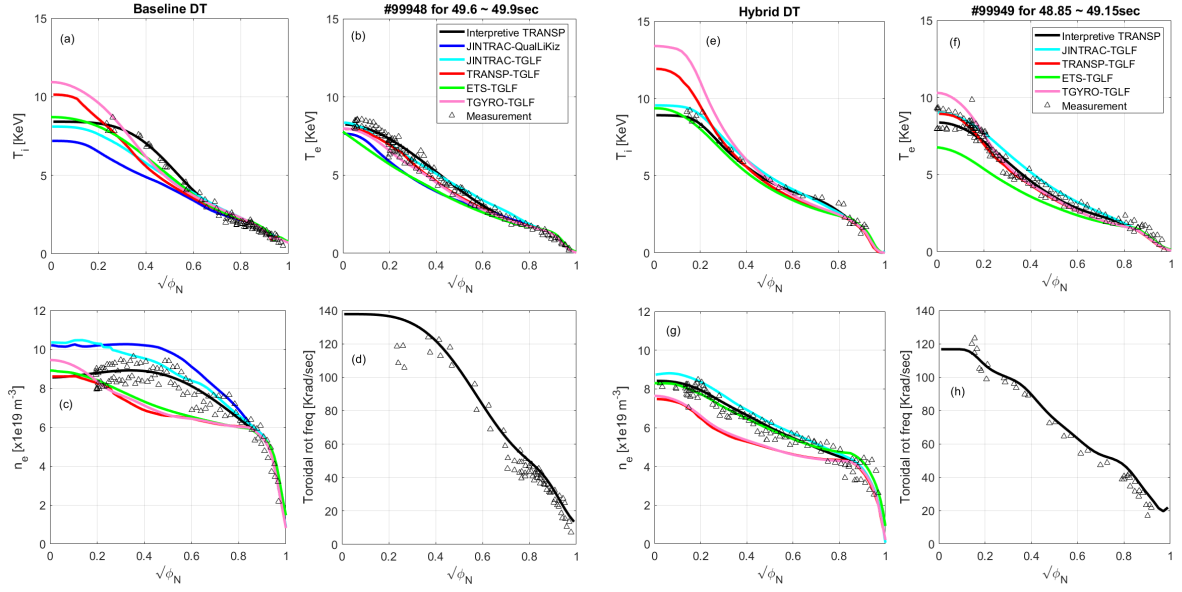 Baseline DT
#99948 for 49.6 ~ 49.9sec
Hybrid DT
#99949 for 48.85 ~ 49.15sec
(a)
T_i [KeV]
15
10
5
0
0 0.2 0.4 0.6 0.8 1
√ϕ_N
(b)
T_e [KeV]
15
10
5
0
0 0.2 0.4 0.6 0.8 1
√ϕ_N
Interpretive TRANSP
JINTRAC-QualLiKiz
JINTRAC-TGLF
TRANSP-TGLF
ETS-TGLF
TGYRO-TGLF
Measurement
(e)
T_i [KeV]
15
10
5
0
0 0.2 0.4 0.6 0.8 1
√ϕ_N
(f)
T_e [KeV]
15
10
5
0
0 0.2 0.4 0.6 0.8 1
√ϕ_N
Interpretive TRANSP
JINTRAC-TGLF
TRANSP-TGLF
ETS-TGLF
TGYRO-TGLF
Measurement
(c)
n_e [x1e19 m⁻³]
12
10
8
6
4
2
0
0 0.2 0.4 0.6 0.8 1
√ϕ_N
(d)
Toroidal rot freq [Krad/sec]
140
120
100
80
60
40
20
0
0 0.2 0.4 0.6 0.8 1
√ϕ_N
(g)
n_e [x1e19 m⁻³]
12
10
8
6
4
2
0
0 0.2 0.4 0.6 0.8 1
√ϕ_N
(h)
Toroidal rot freq [Krad/sec]
140
120
100
80
60
40
20
0
0 0.2 0.4 0.6 0.8 1
√ϕ_N